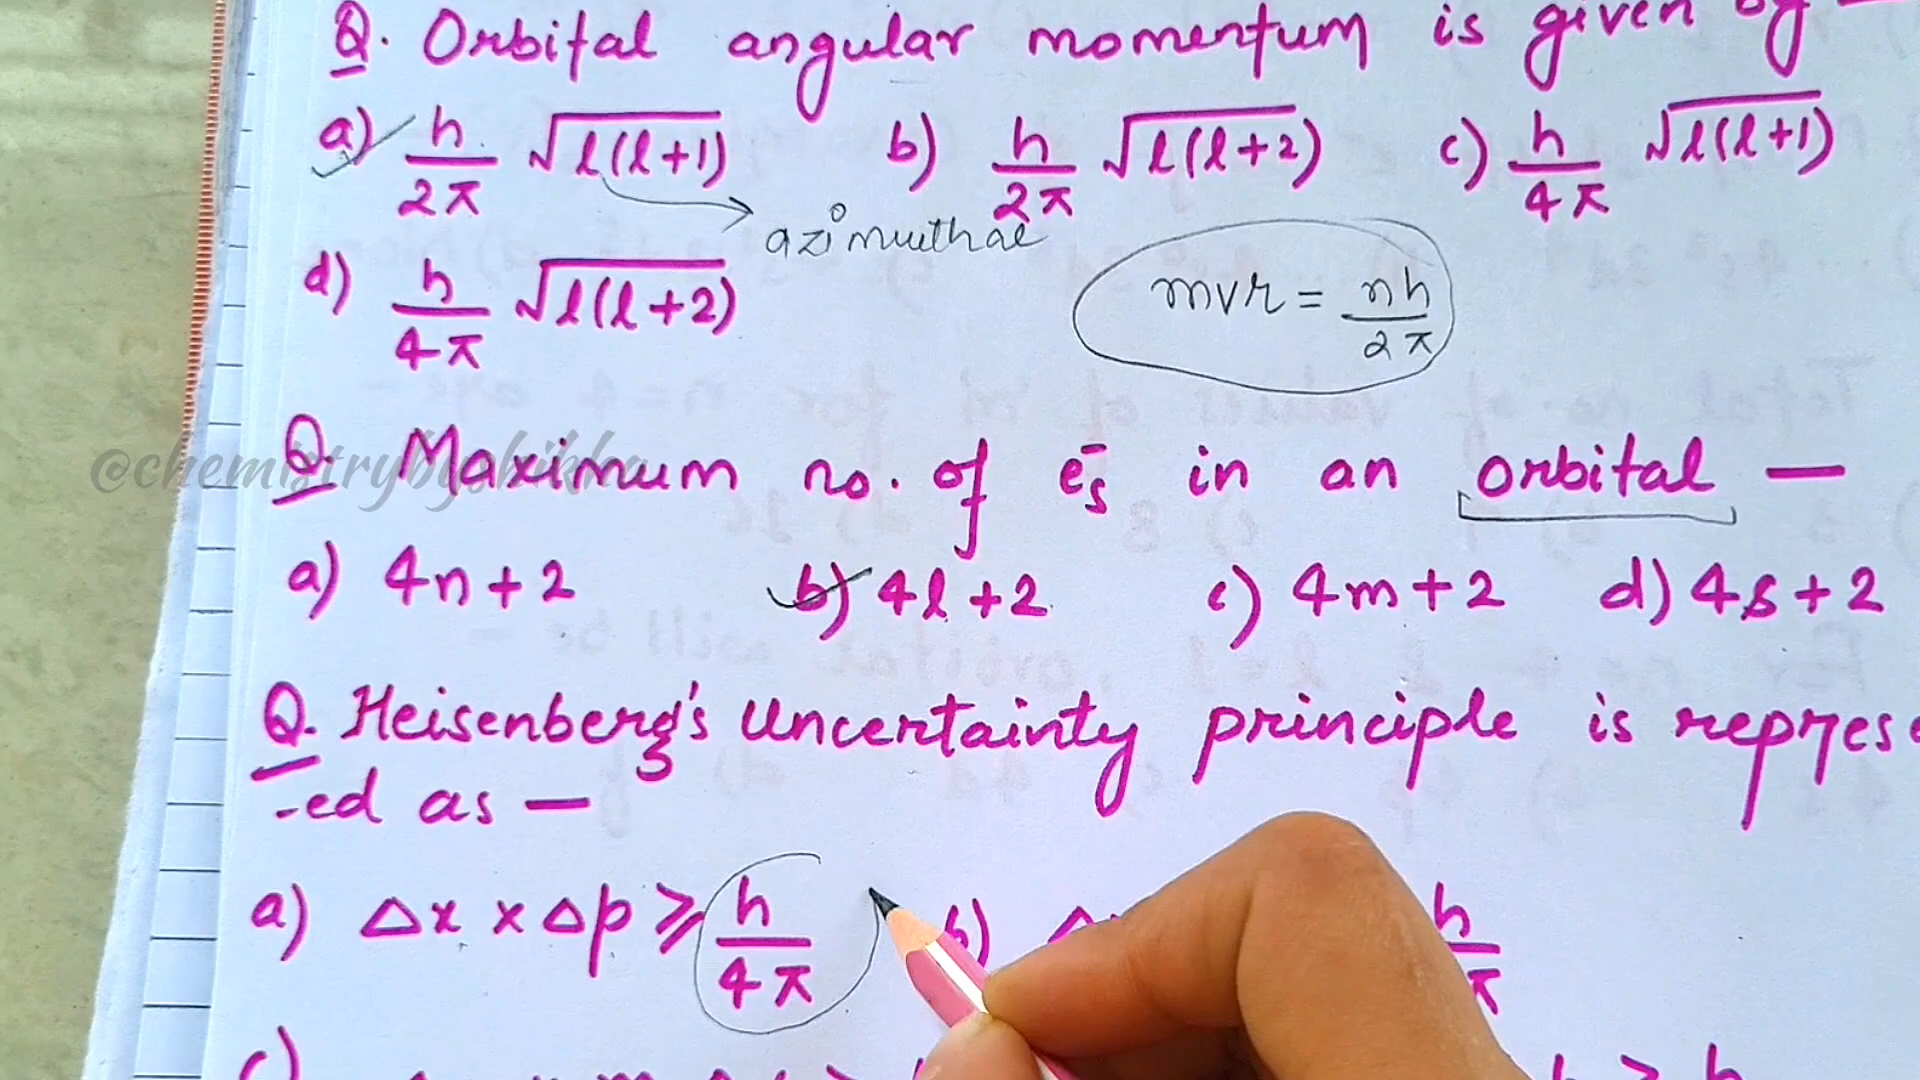 Q. Orbital angular momentum is given by —
a) h/2π √l(l+1) b) h/2π √l(l+2) c) h/4π √l(l+1)
azimuthal
d) h/4π √l(l+2) mvr = nh/2π
@chemistrybyshikha
Q. Maximum no. of e⁻s in an orbital —
a) 4n+2 b) 4l+2 c) 4m+2 d) 4s+2
Q. Heisenberg's Uncertainty principle is repres
-ed as —
a) Δx × Δp ≥ h/4π b) h
c)